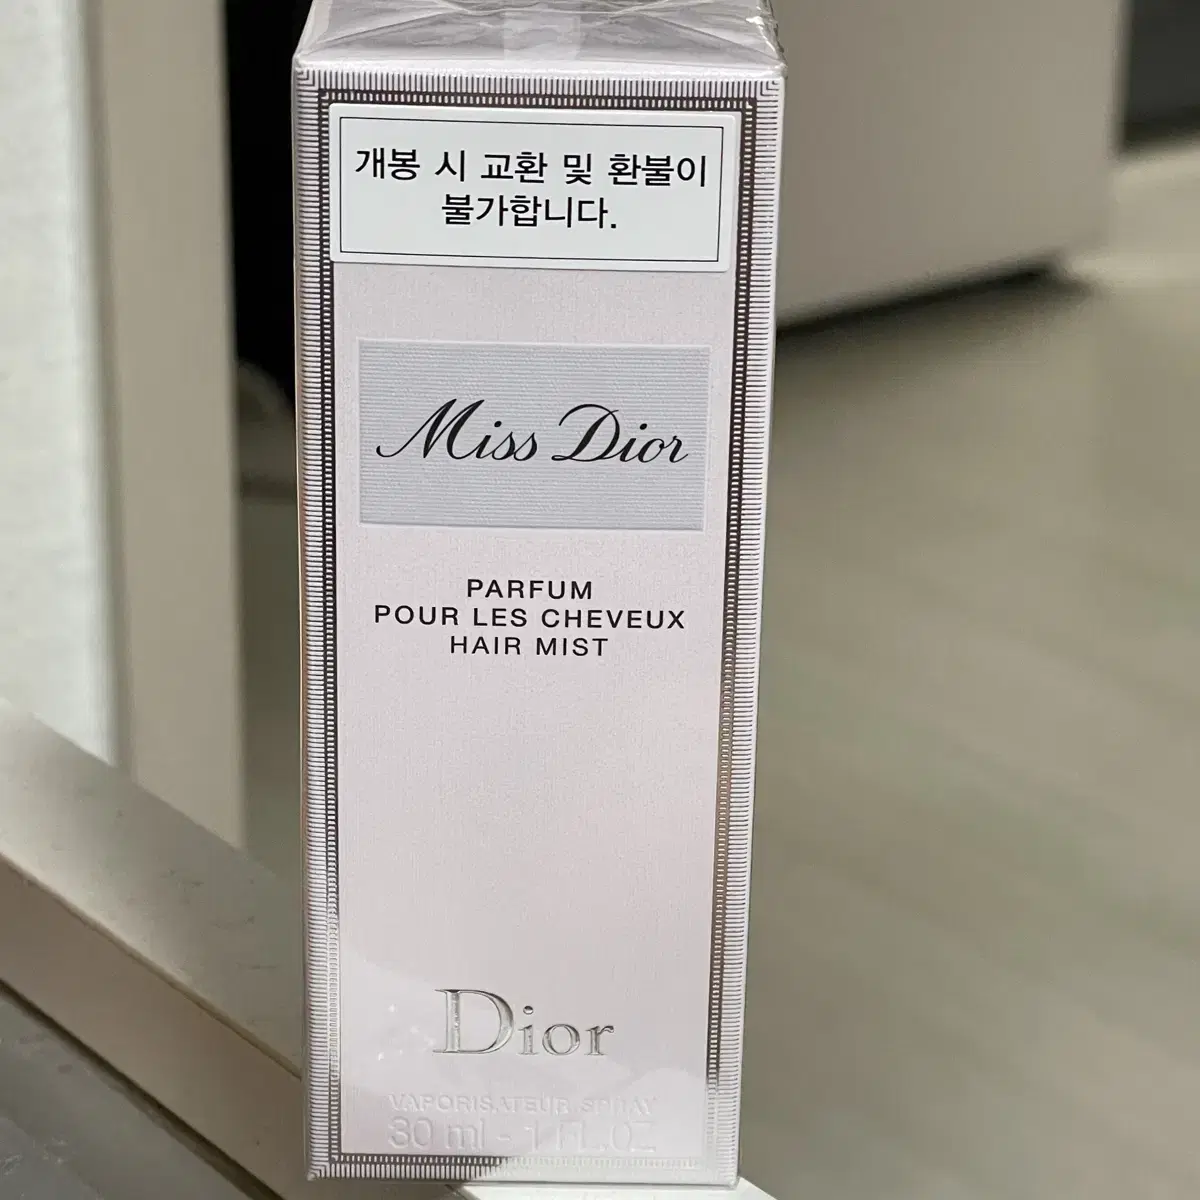 개봉 시 교환 및 환불이
불가합니다.
Miss Dior
PARFUM
POUR LES CHEVEUX
HAIR MIST
Dior
VAPORISATEUR SPRAY
30 ml - 1 FL.OZ